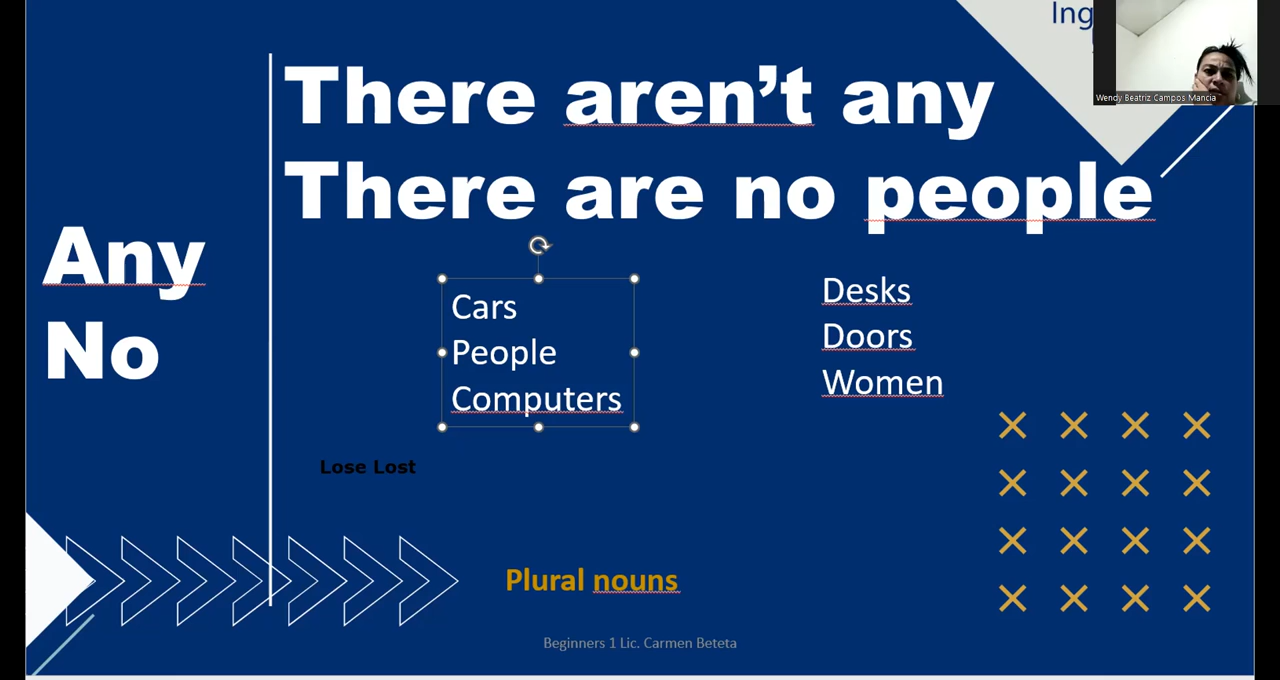 Ing
Wendy Beatriz Campos Mancia
There aren't any
There are no people
Any
No
Cars
People
Computers
Desks
Doors
Women
Lose Lost
Plural nouns
Beginners 1 Lic. Carmen Beteta